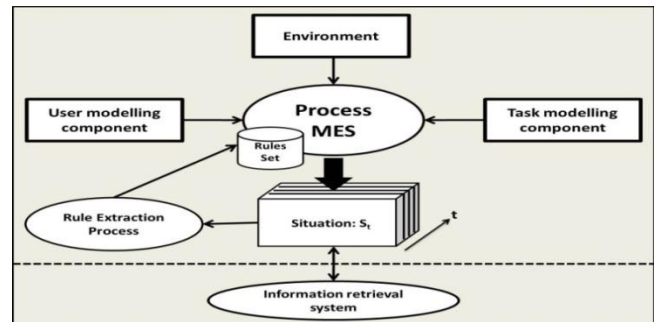 Environment
User modelling
component
Process
MES
Task modelling
component
Rules
Set
Rule Extraction
Process
Situation: Sₜ
t
Information retrieval
system